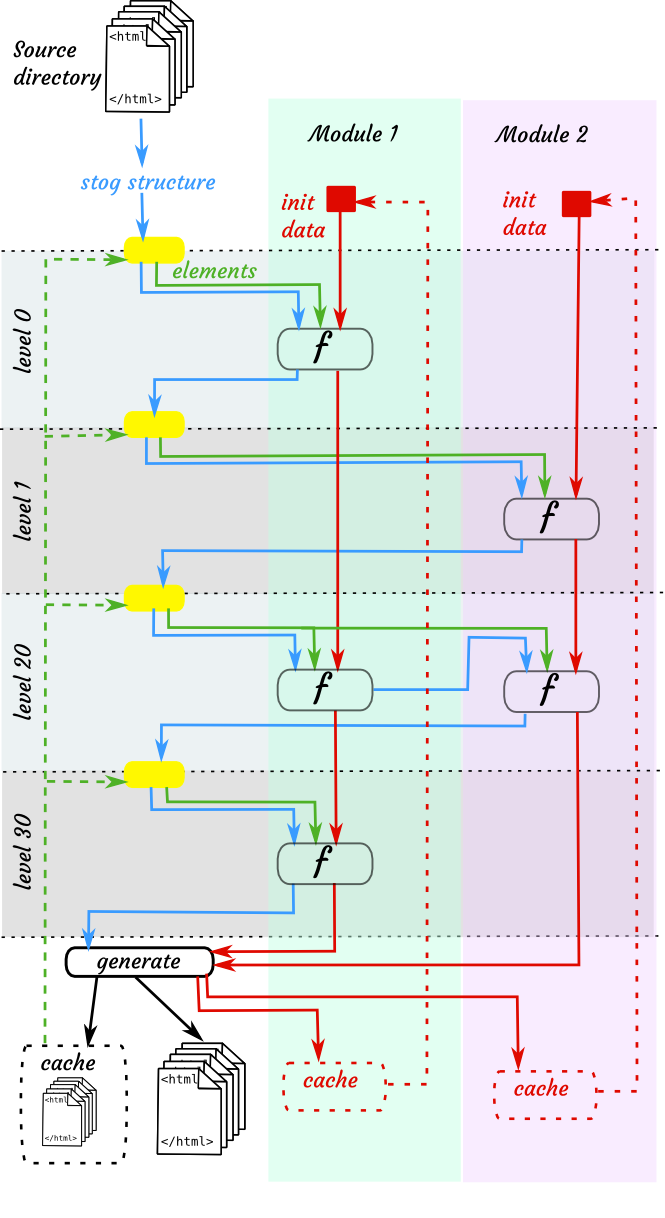 <html
Source
directory
</html>
Module 1
Module 2
stog structure
init
data
init
data
elements
level 0
f
level 1
f
level 20
f
f
level 30
f
generate
cache
<html
</html>
<html
</html>
cache
cache